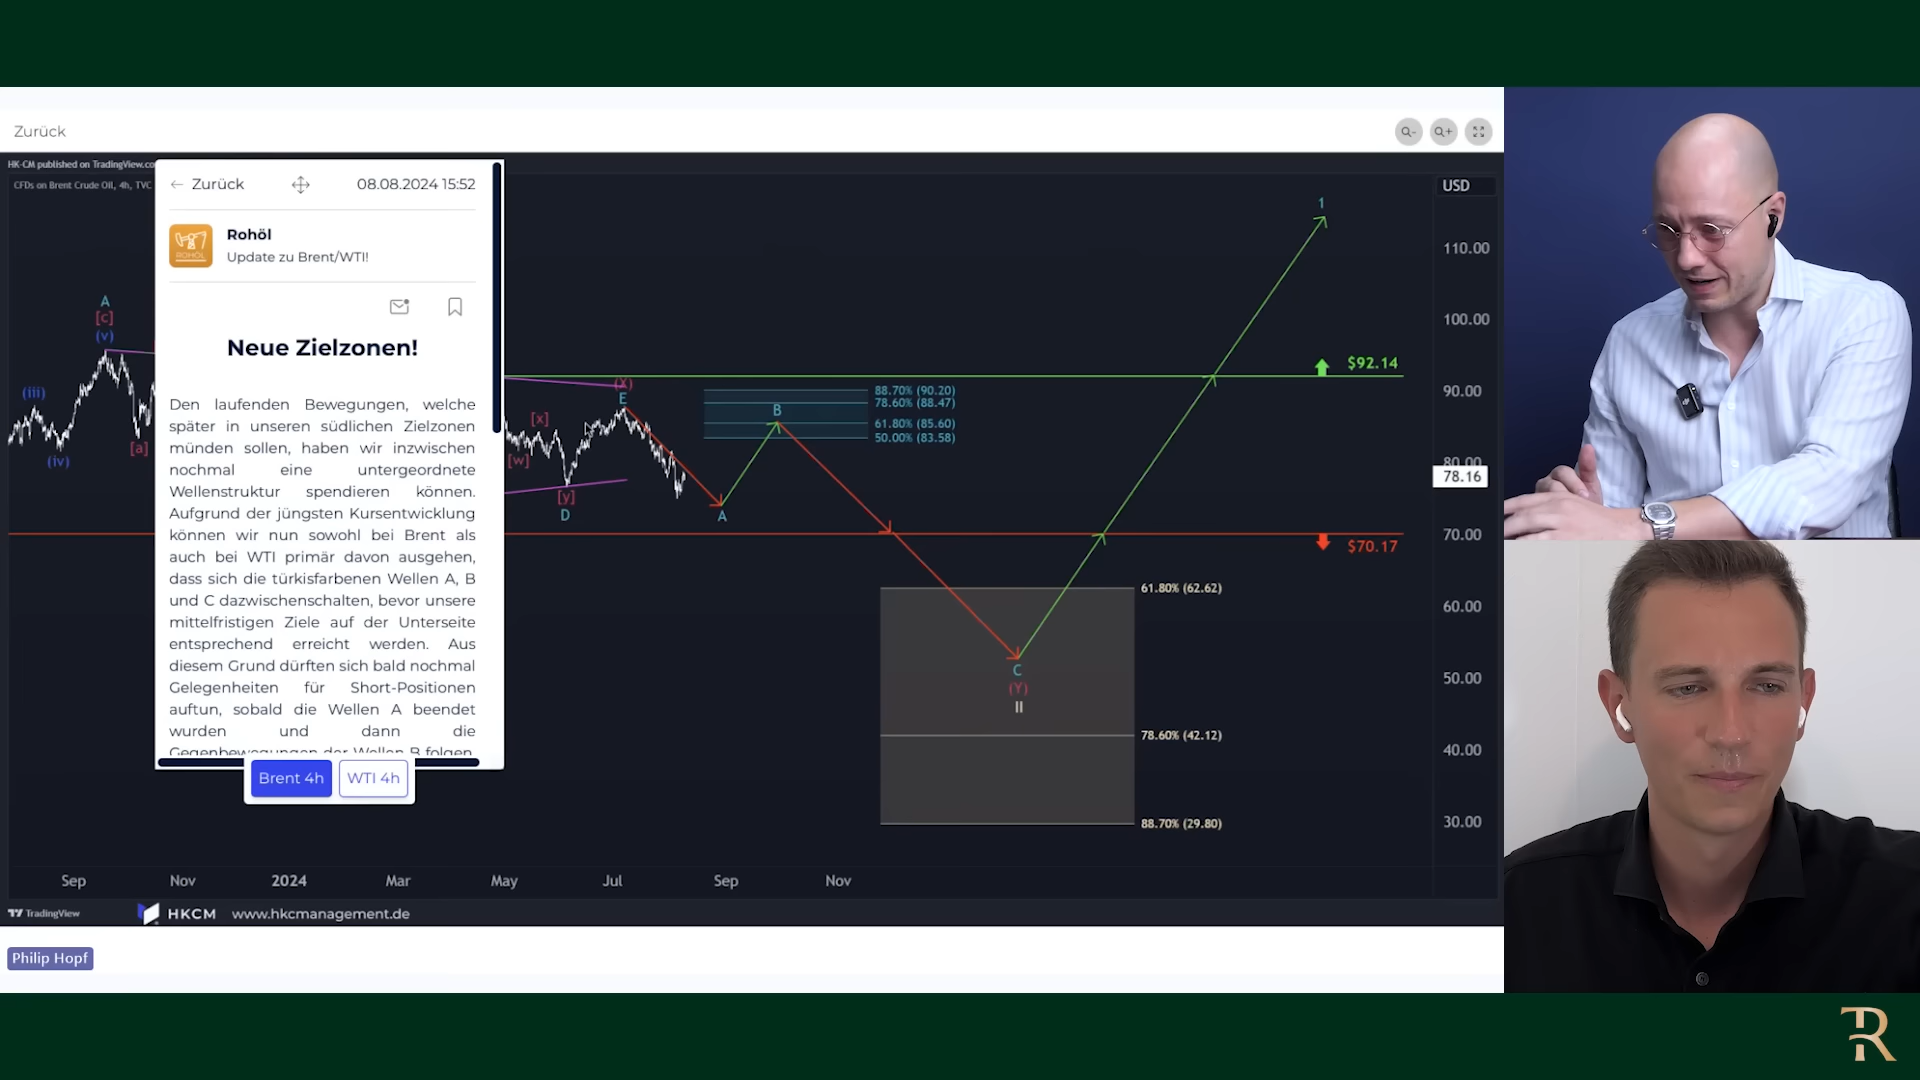 Zurück
HK-CM published on TradingView.co
CFDs on Brent Crude Oil, 4h, TVC
Zurück
08.08.2024 15:52
ROHÖL
Rohöl
Update zu Brent/WTI!
Neue Zielzonen!
Den laufenden Bewegungen, welche
später in unseren südlichen Zielzonen
münden sollen, haben wir inzwischen
nochmal eine untergeordnete
Wellenstruktur spendieren können.
Aufgrund der jüngsten Kursentwicklung
können wir nun sowohl bei Brent als
auch bei WTI primär davon ausgehen,
dass sich die türkisfarbenen Wellen A, B
und C dazwischenschalten, bevor unsere
mittelfristigen Ziele auf der Unterseite
entsprechend erreicht werden. Aus
diesem Grund dürften sich bald nochmal
Gelegenheiten für Short-Positionen
auftun, sobald die Wellen A beendet
wurden und dann die
Gegenbewegungen der Wellen B folgen.
Brent 4h
WTI 4h
A
[c]
(v)
(iii)
(iv)
[a]
[x]
[w]
[y]
D
(X)
E
A
B
88.70% (90.20)
78.60% (88.47)
61.80% (85.60)
50.00% (83.58)
1
$92.14
$70.17
61.80% (62.62)
C
(Y)
II
78.60% (42.12)
88.70% (29.80)
USD
110.00
100.00
90.00
80.00
78.16
70.00
60.00
50.00
40.00
30.00
Sep
Nov
2024
Mar
May
Jul
Sep
Nov
TradingView
HKCM
www.hkcmanagement.de
Philip Hopf
TR